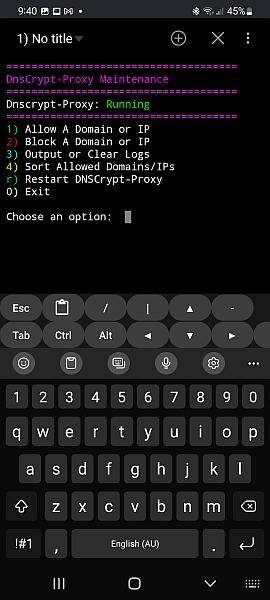 9:40 45%
1) No title
====================================
DnsCrypt-Proxy Maintenance
====================================
Dnscrypt-Proxy: Running
====================================
1) Allow A Domain or IP
2) Block A Domain or IP
3) Output or Clear Logs
4) Sort Allowed Domains/IPs
r) Restart DNSCrypt-Proxy
0) Exit
Choose an option:
Esc / | ▲ -
Tab Ctrl Alt ◄ ▼ ►
1 2 3 4 5 6 7 8 9 0
q w e r t y u i o p
a s d f g h j k l
z x c v b n m
!#1 , English (AU) .